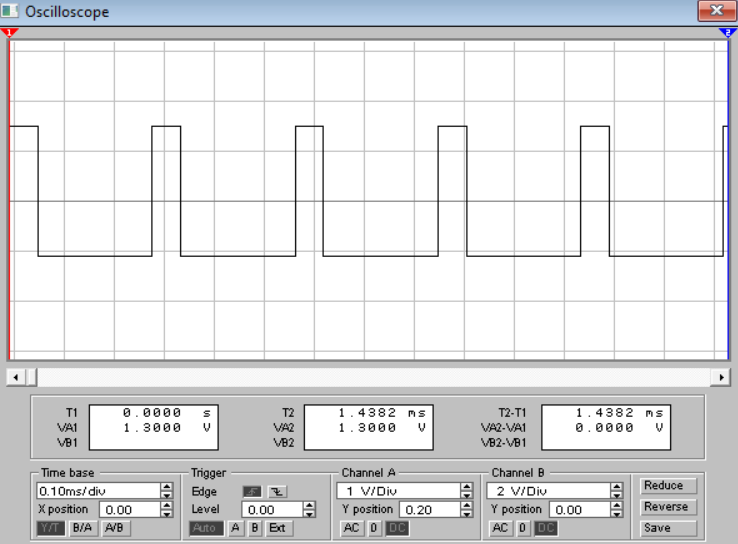 Oscilloscope
1 2
T1 0.0000 s T2 1.4382 ms T2-T1 1.4382 ms
VA1 1.3000 V VA2 1.3000 V VA2-VA1 0.0000 V
VB1 VB2 VB2-VB1
Time base Trigger Channel A Channel B
0.10ms/div Edge 1 V/Div 2 V/Div Reduce
X position 0.00 Level 0.00 Y position 0.20 Y position 0.00 Reverse
Y/T B/A A/B Auto A B Ext AC 0 DC AC 0 DC Save